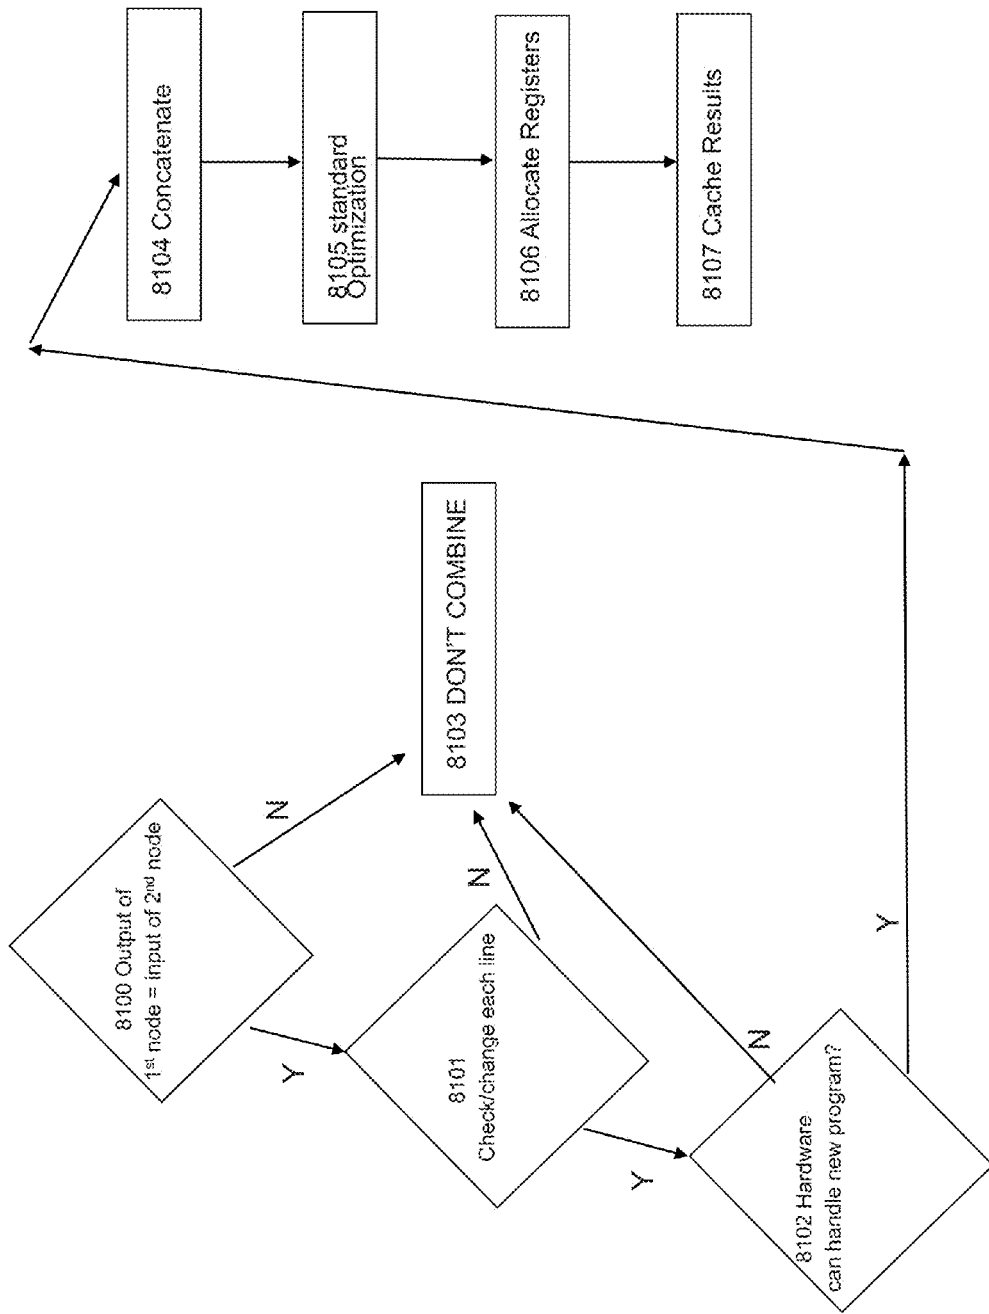 8100 Output of
1st node = input of 2nd node
N
Y
8101
Check/change each line
N
Y
8102 Hardware
can handle new program?
N
Y
8103 DON'T COMBINE
8104 Concatenate
8105 standard
Optimization
8106 Allocate Registers
8107 Cache Results